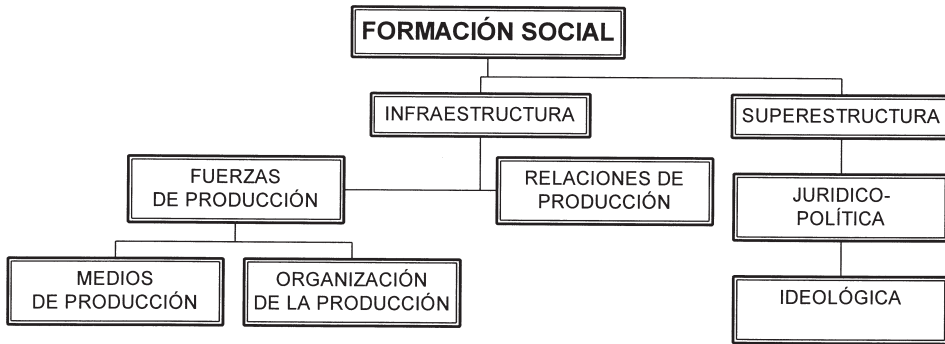 FORMACIÓN SOCIAL
INFRAESTRUCTURA
SUPERESTRUCTURA
FUERZAS
DE PRODUCCIÓN
RELACIONES DE
PRODUCCIÓN
JURIDICO-
POLÍTICA
MEDIOS
DE PRODUCCIÓN
ORGANIZACIÓN
DE LA PRODUCCIÓN
IDEOLÓGICA